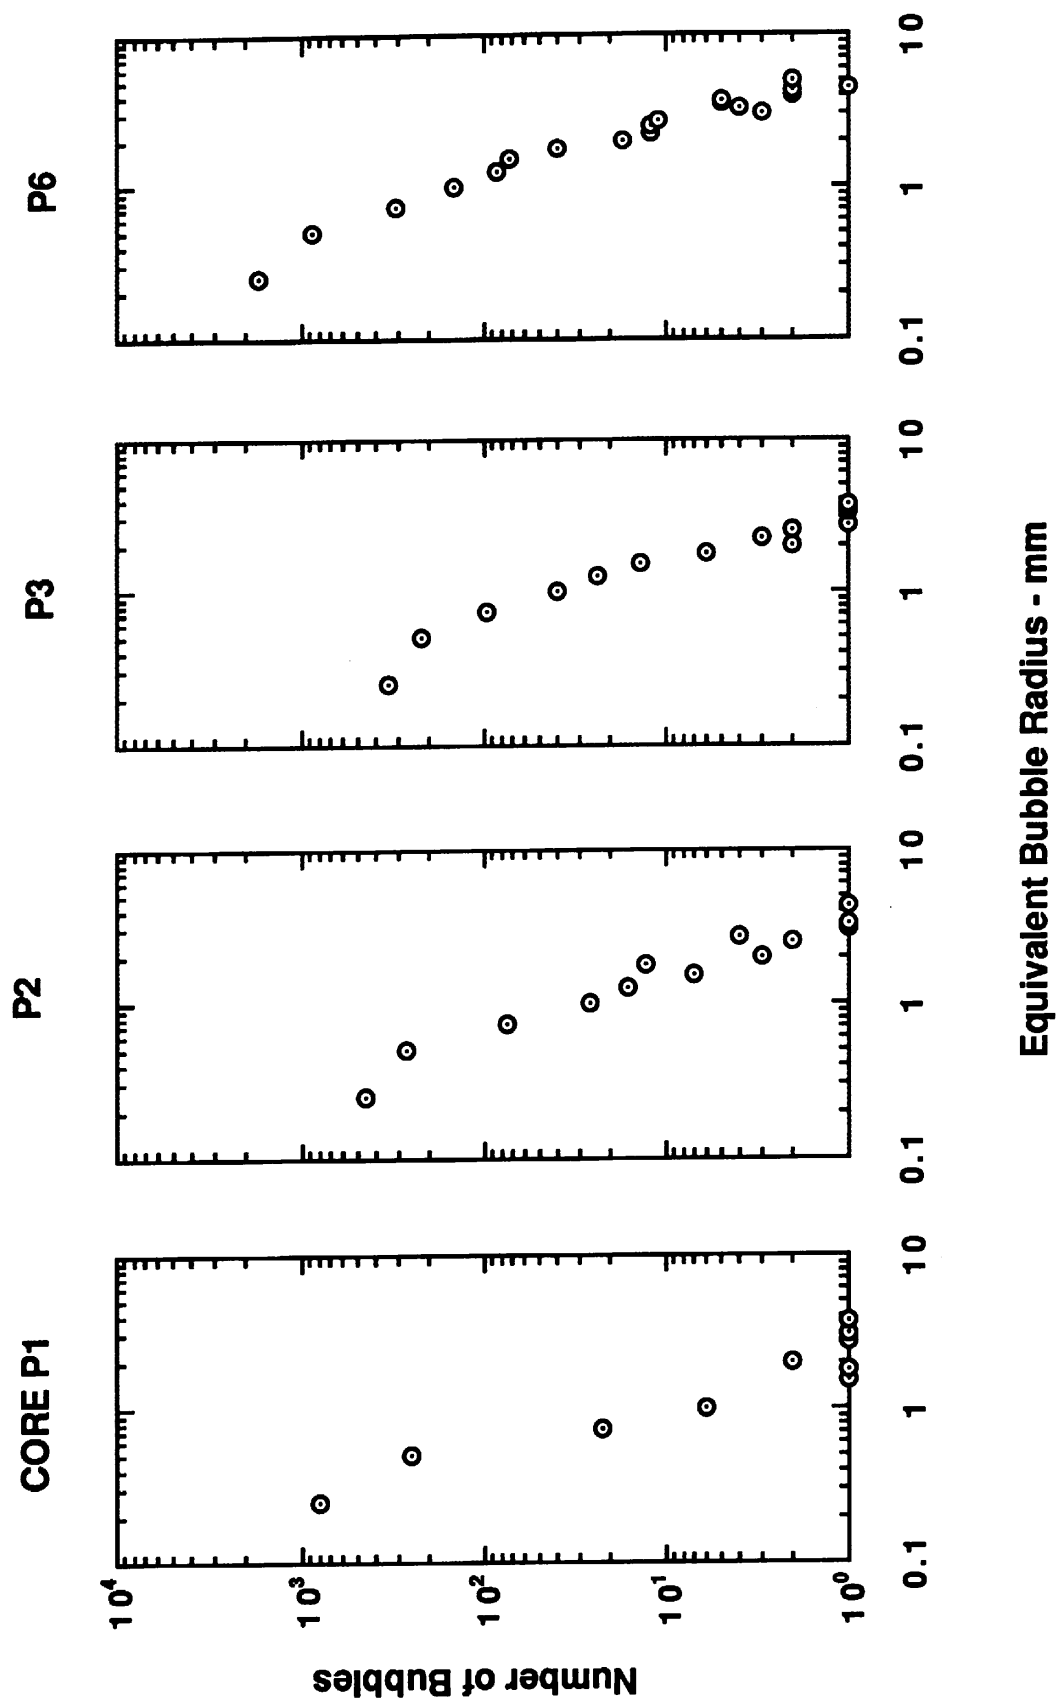 CORE P1
P2
P3
P6
Number of Bubbles
10⁴
10³
10²
10¹
10⁰
0.1 1 10
0.1 1 10
0.1 1 10
0.1 1 10
Equivalent Bubble Radius - mm